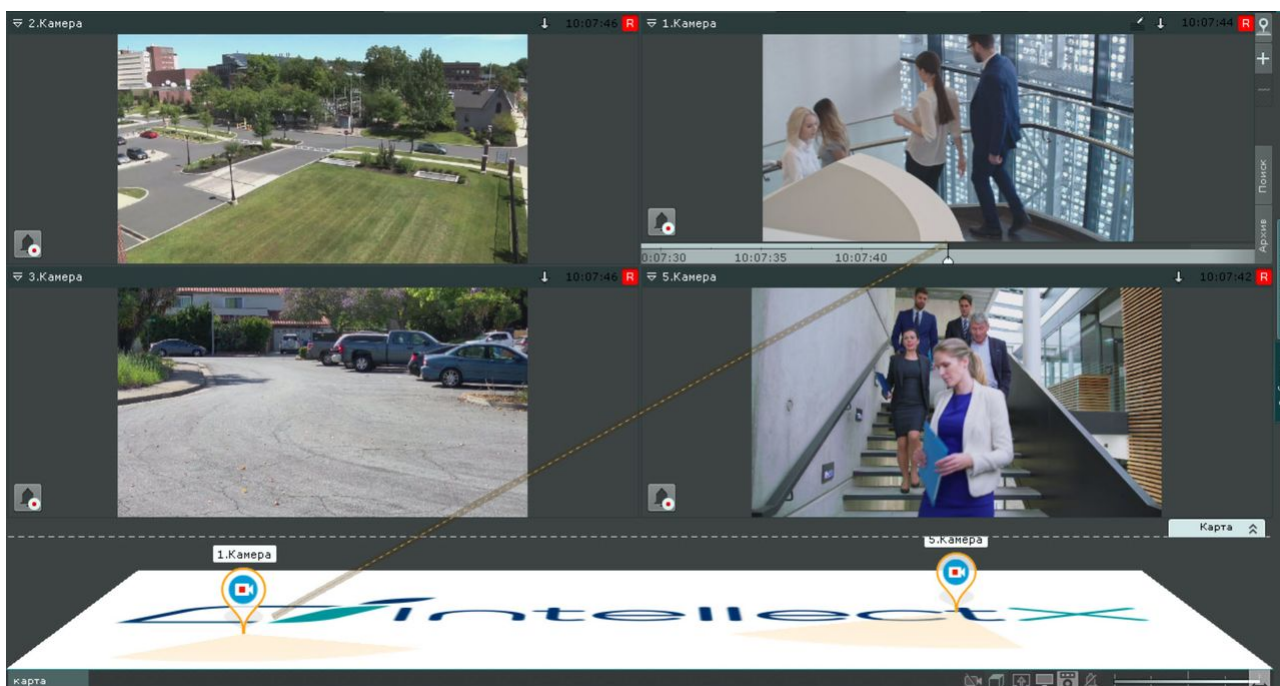 2.Камера 10:07:46 R
1.Камера 10:07:44 R
Поиск
Архив
0:07:30 10:07:35 10:07:40
3.Камера 10:07:46 R
5.Камера 10:07:42 R
Карта
1.Камера
5.Камера
intellect X
карта